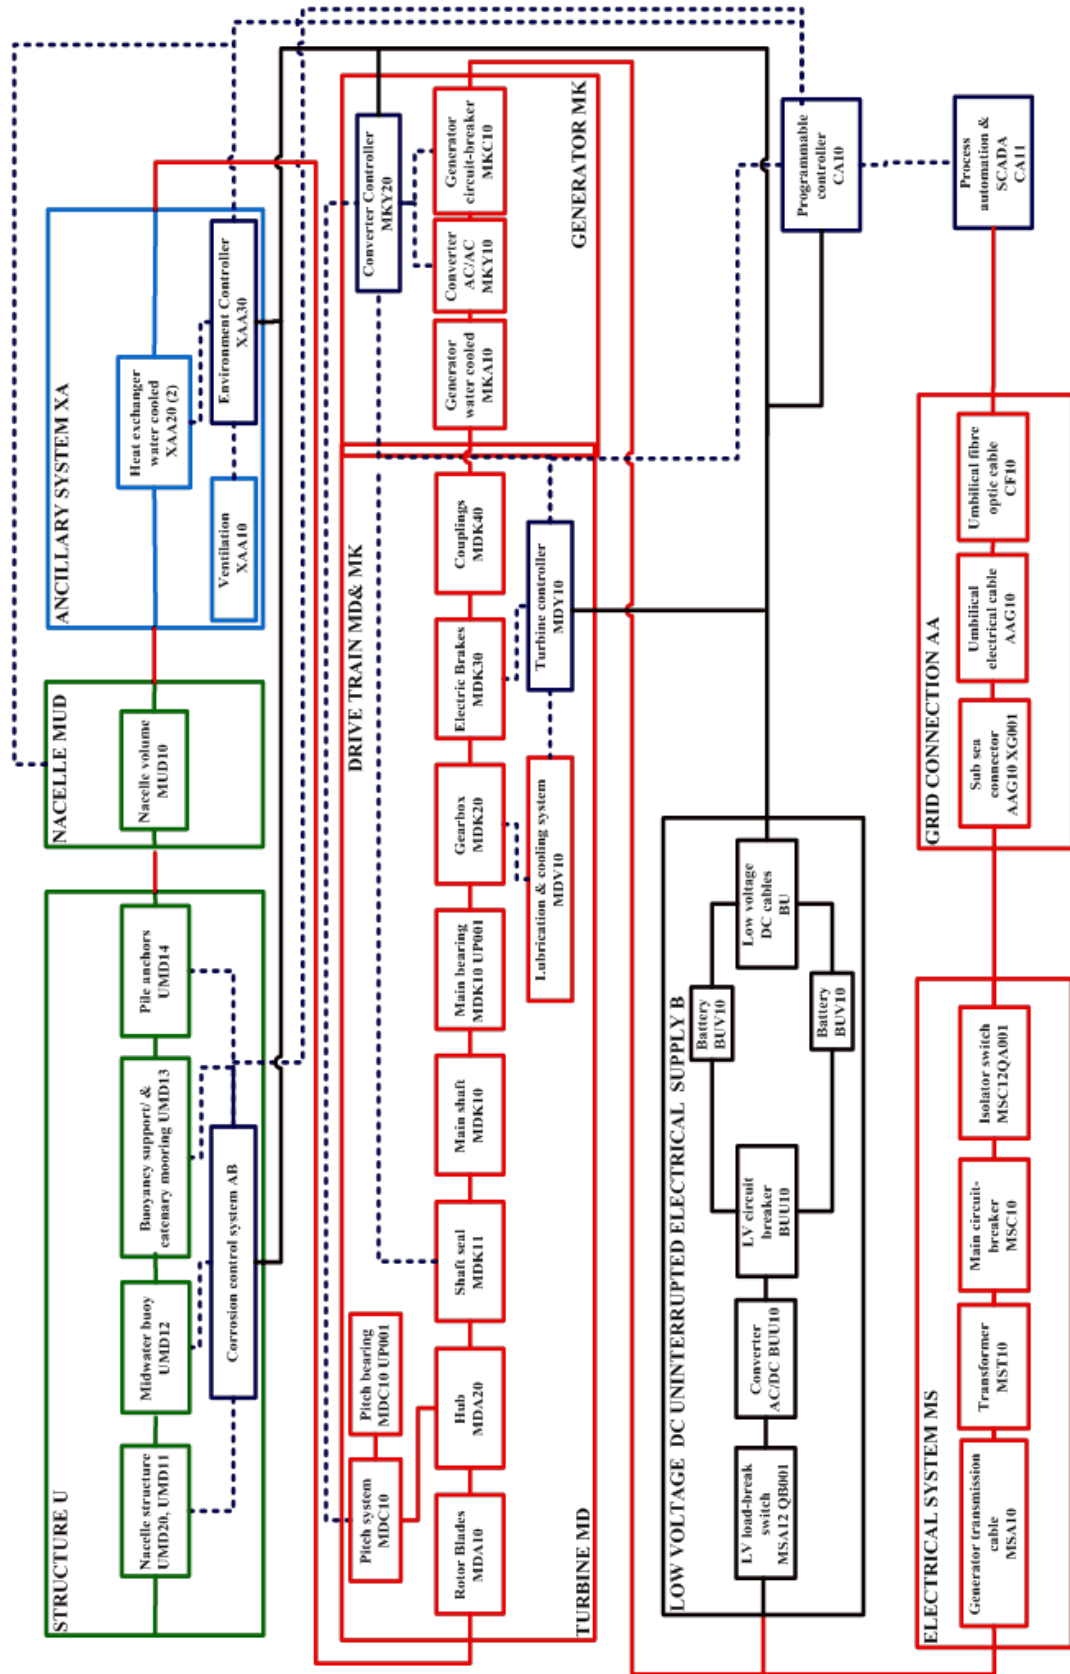 STRUCTURE U
Nacelle structure
UMD20, UMD11
Midwater buoy
UMD12
Buoyancy support/ &
catenary mooring UMD13
Pile anchors
UMD14
Corrosion control system AB
NACELLE MUD
Nacelle volume
MUD10
ANCILLARY SYSTEM XA
Heat exchanger
water cooled
XAA20 (2)
Ventilation
XAA10
Environment Controller
XAA30
DRIVE TRAIN MD& MK
TURBINE MD
Pitch system
MDC10
Pitch bearing
MDC10 UP001
Rotor Blades
MDA10
Hub
MDA20
Shaft seal
MDK11
Main shaft
MDK10
Main bearing
MDK10 UP001
Gearbox
MDK20
Electric Brakes
MDK30
Couplings
MDK40
Lubrication & cooling system
MDV10
Turbine controller
MDY10
GENERATOR MK
Converter Controller
MKY20
Generator
water cooled
MKA10
Converter
AC/AC
MKY10
Generator
circuit-breaker
MKC10
LOW VOLTAGE DC UNINTERRUPTED ELECTRICAL SUPPLY B
LV load-break
switch
MSA12 QB001
Converter
AC/DC BUU10
LV circuit
breaker
BUU10
Battery
BUV10
Battery
BUV10
Low voltage
DC cables
BU
Programmable
controller
CA10
ELECTRICAL SYSTEM MS
Generator transmission
cable
MSA10
Transformer
MST10
Main circuit-
breaker
MSC10
Isolator switch
MSC12QA001
GRID CONNECTION AA
Sub sea
connector
AAG10 XG001
Umbilical
electrical cable
AAG10
Umbilical fibre
optic cable
CF10
Process
automation &
SCADA
CA11